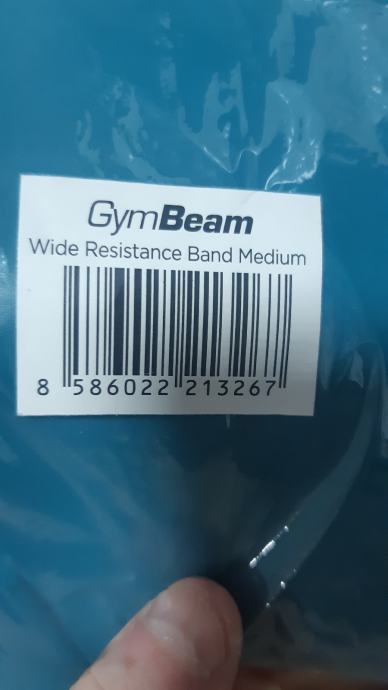 GymBeam
Wide Resistance Band Medium
8 586022 213267